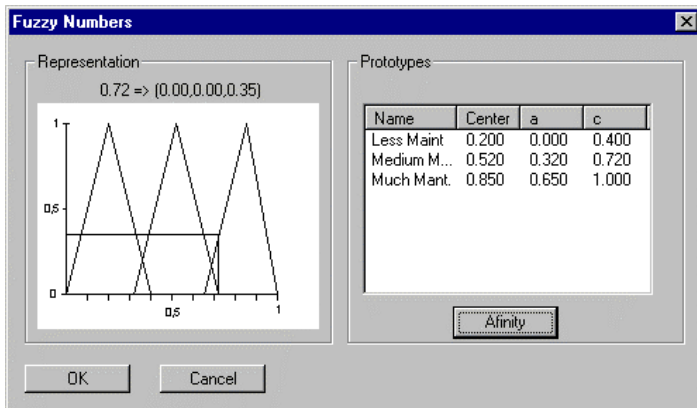 Fuzzy Numbers
Representation
0.72 => (0.00,0.00,0.35)
1
0,5
0
0,5
1
Prototypes
Name Center a c
Less Maint 0.200 0.000 0.400
Medium M... 0.520 0.320 0.720
Much Mant. 0.850 0.650 1.000
Afinity
OK
Cancel